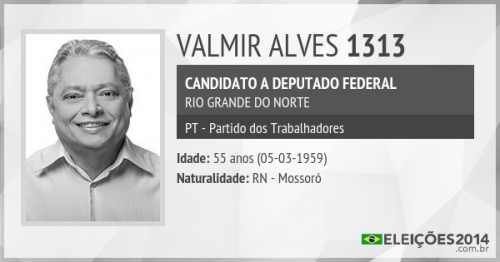 VALMIR ALVES 1313
CANDIDATO A DEPUTADO FEDERAL
RIO GRANDE DO NORTE
PT - Partido dos Trabalhadores
Idade: 55 anos (05-03-1959)
Naturalidade: RN - Mossoró
ELEIÇÕES2014
.com.br